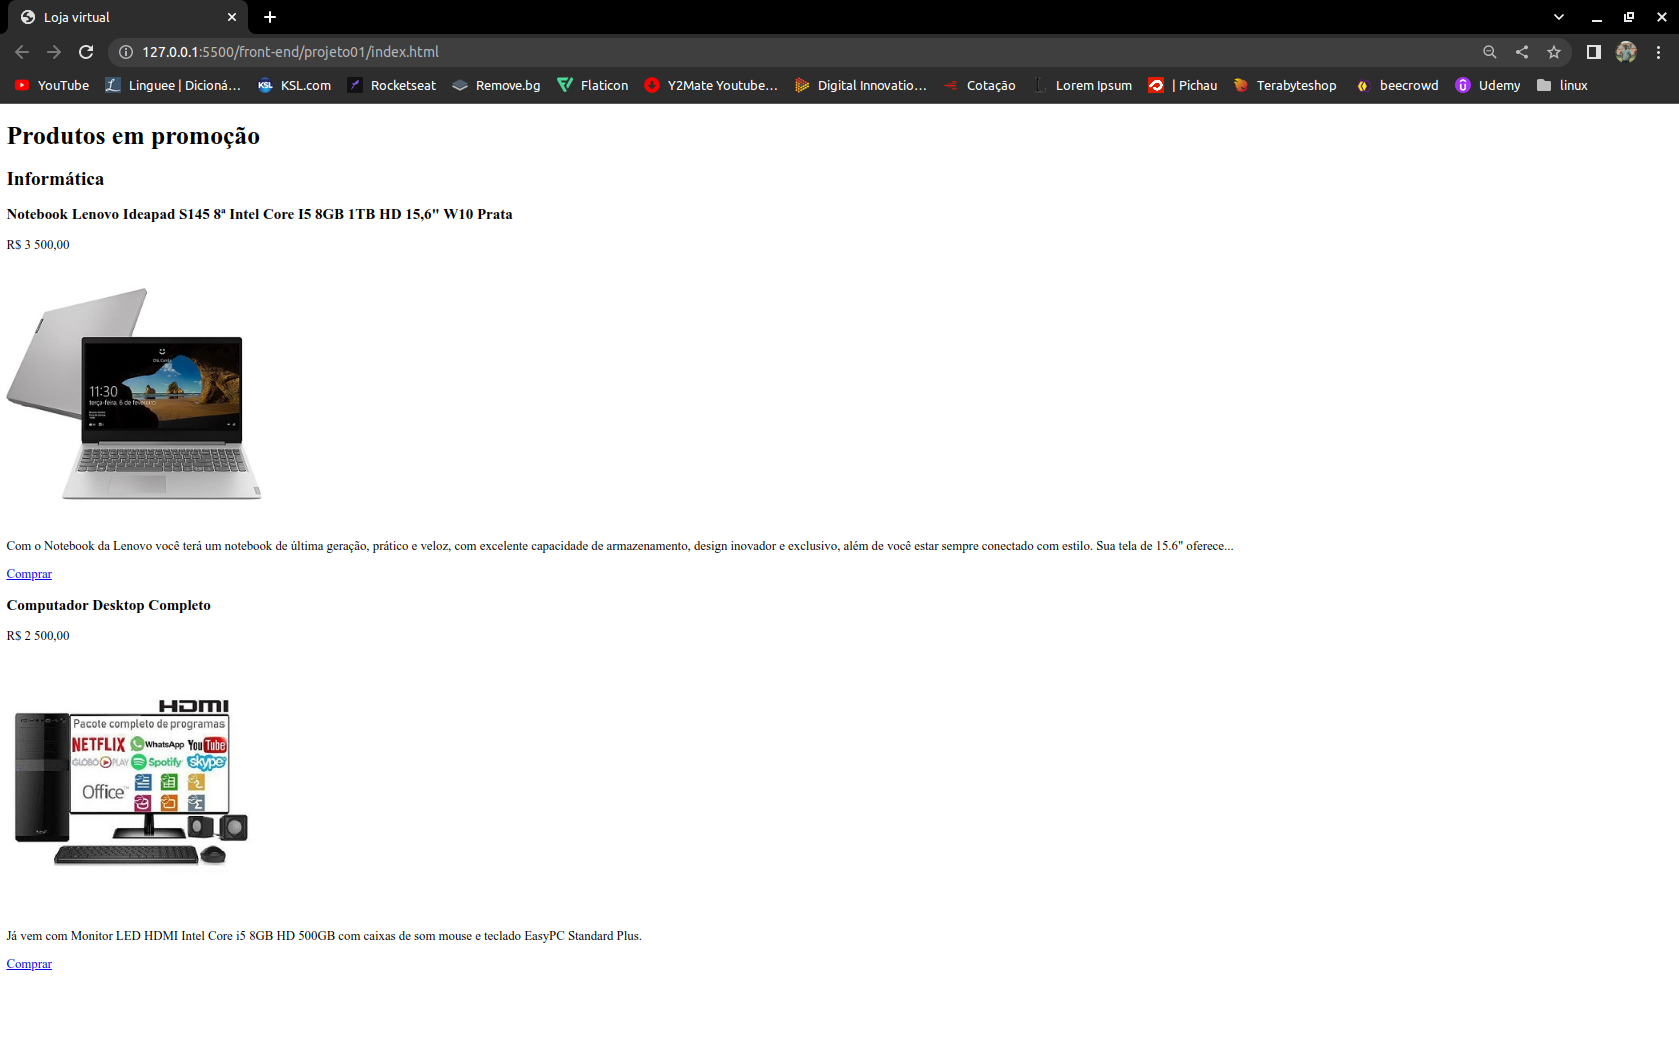 Loja virtual
127.0.0.1:5500/front-end/projeto01/index.html
YouTube Linguee | Dicioná... KSL.com Rocketseat Remove.bg Flaticon Y2Mate Youtube... Digital Innovatio... Cotação Lorem Ipsum | Pichau Terabyteshop beecrowd Udemy linux
Produtos em promoção
Informática
Notebook Lenovo Ideapad S145 8ª Intel Core I5 8GB 1TB HD 15,6" W10 Prata
R$ 3 500,00
11:30
terça-feira, 6 de fevereiro
Com o Notebook da Lenovo você terá um notebook de última geração, prático e veloz, com excelente capacidade de armazenamento, design inovador e exclusivo, além de você estar sempre conectado com estilo. Sua tela de 15.6" oferece...
Comprar
Computador Desktop Completo
R$ 2 500,00
HDMI
Pacote completo de programas
NETFLIX WhatsApp YouTube
GLOBO PLAY Spotify skype
Office
Já vem com Monitor LED HDMI Intel Core i5 8GB HD 500GB com caixas de som mouse e teclado EasyPC Standard Plus.
Comprar